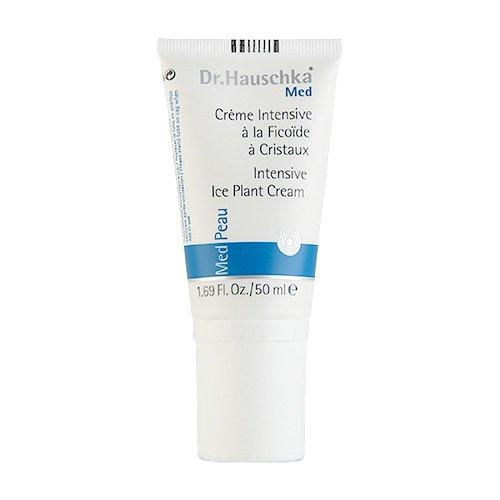 Dr.Hauschka®
Med
Crème Intensive
à la Ficoïde
à Cristaux
Intensive
Ice Plant Cream
Med Peau
1.69 Fl. Oz./50 ml e